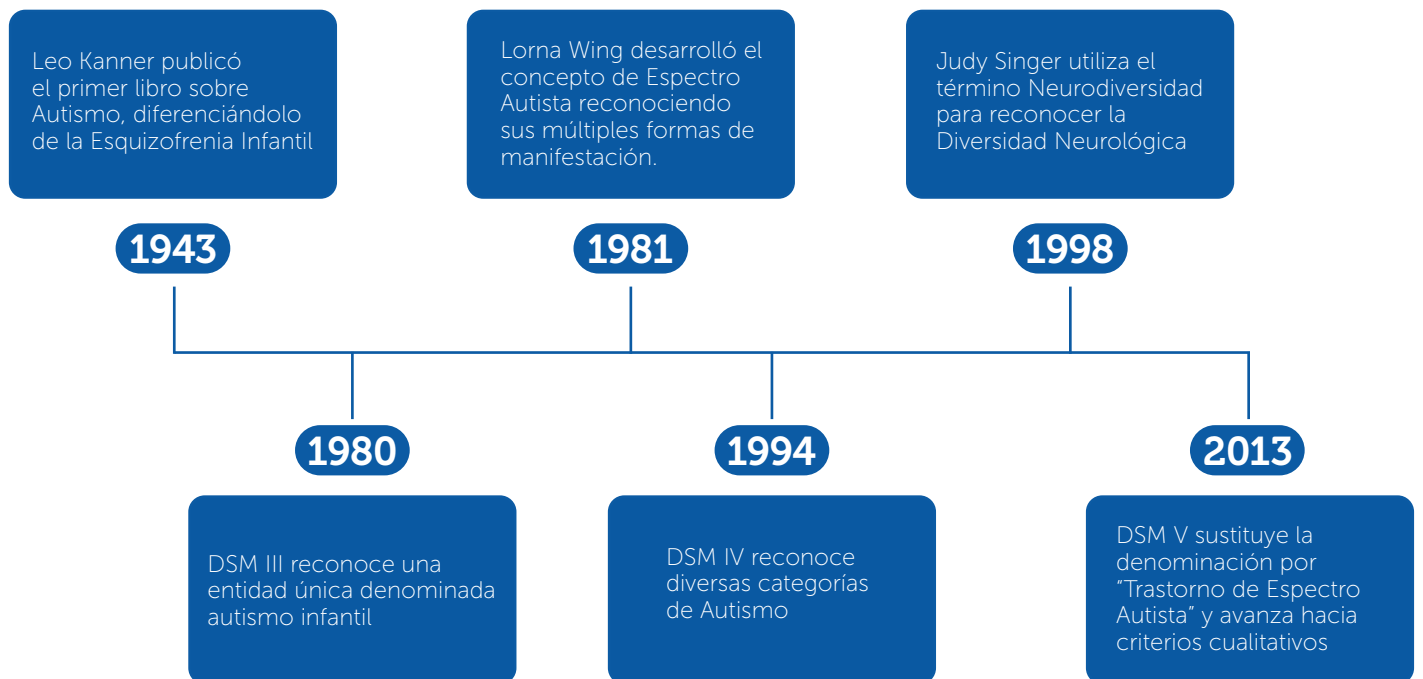 Leo Kanner publicó
el primer libro sobre
Autismo, diferenciándolo
de la Esquizofrenia Infantil
Lorna Wing desarrolló el
concepto de Espectro
Autista reconociendo
sus múltiples formas de
manifestación.
Judy Singer utiliza el
término Neurodiversidad
para reconocer la
Diversidad Neurológica
1943
1981
1998
1980
1994
2013
DSM III reconoce una
entidad única denominada
autismo infantil
DSM IV reconoce
diversas categorías
de Autismo
DSM V sustituye la
denominación por
“Trastorno de Espectro
Autista” y avanza hacia
criterios cualitativos